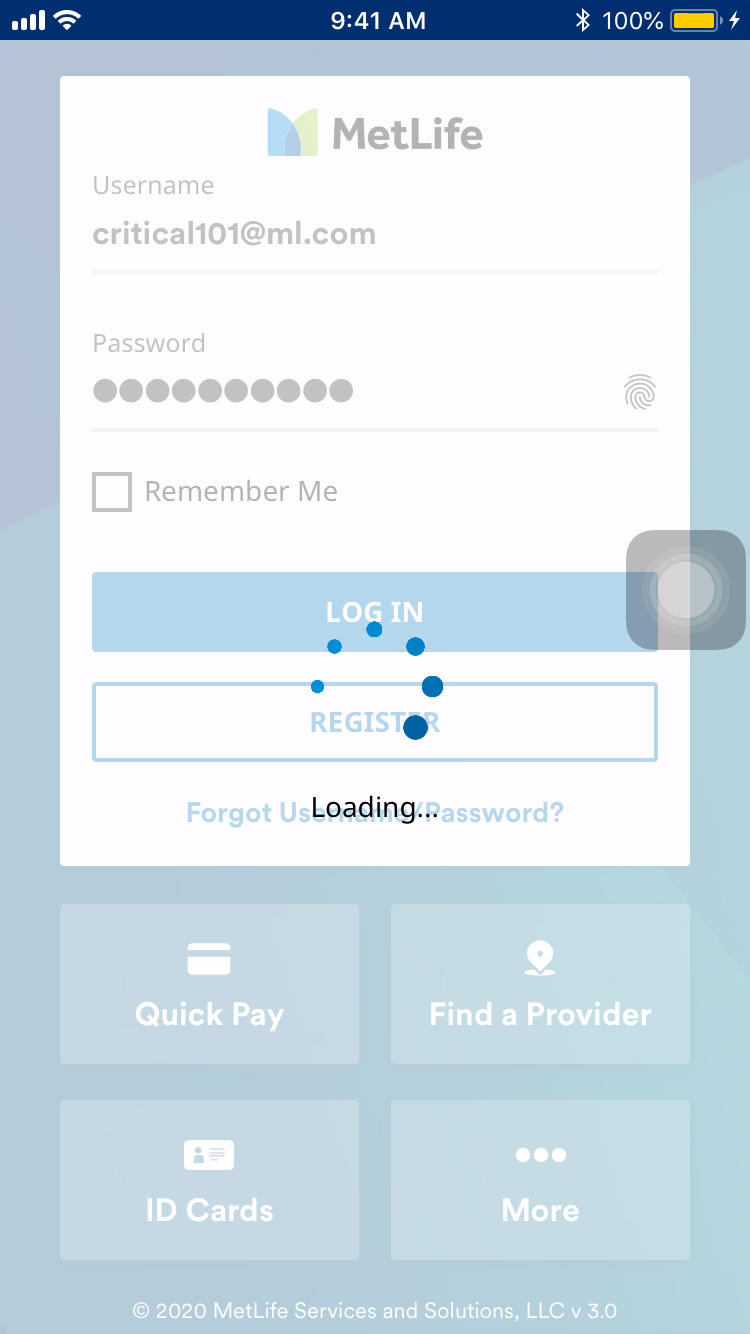 9:41 AM
100%
MetLife
Username
critical101@ml.com
Password
●●●●●●●●●●
Remember Me
LOG IN
REGISTER
Loading...
Forgot Username/Password?
Quick Pay
Find a Provider
ID Cards
More
© 2020 MetLife Services and Solutions, LLC v 3.0